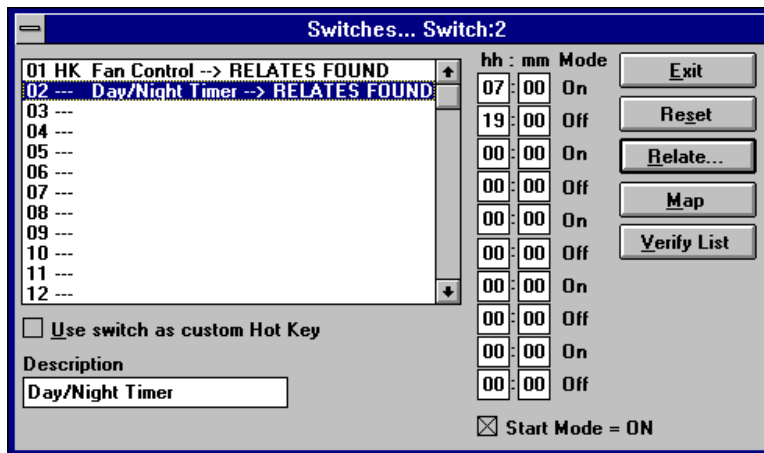 Switches... Switch:2
01 HK Fan Control --> RELATES FOUND
02 --- Day/Night Timer --> RELATES FOUND
03 ---
04 ---
05 ---
06 ---
07 ---
08 ---
09 ---
10 ---
11 ---
12 ---
Use switch as custom Hot Key
Description
Day/Night Timer
hh : mm Mode
07 : 00 On
19 : 00 Off
00 : 00 On
00 : 00 Off
00 : 00 On
00 : 00 Off
00 : 00 On
00 : 00 Off
00 : 00 On
00 : 00 Off
Start Mode = ON
Exit
Reset
Relate...
Map
Verify List